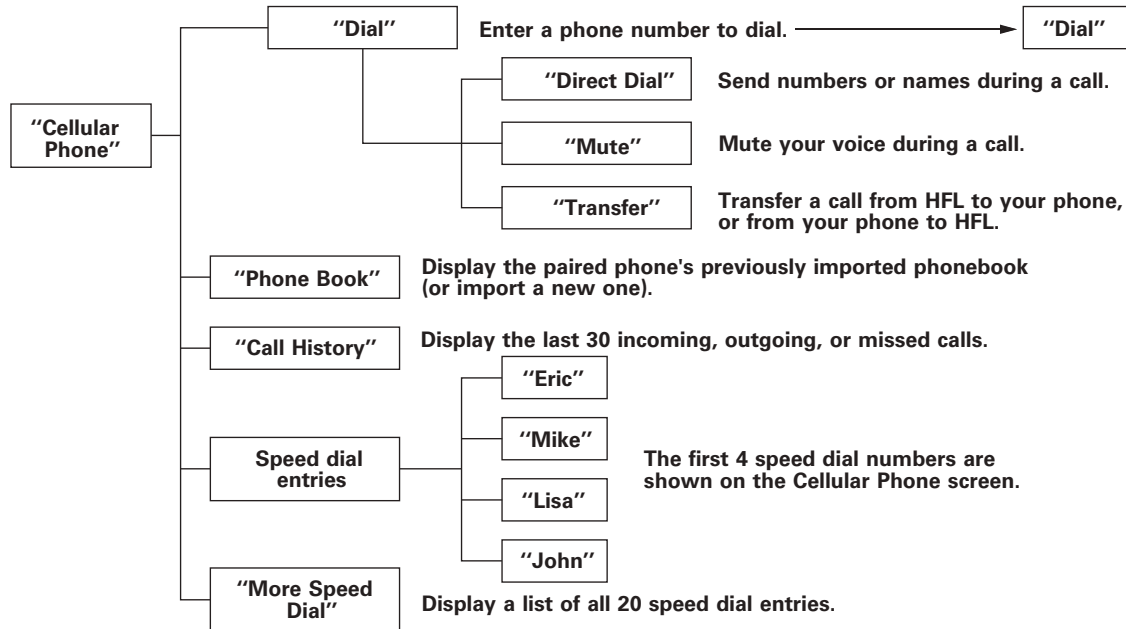 "Dial"
Enter a phone number to dial.
"Dial"
"Direct Dial"
Send numbers or names during a call.
"Cellular
Phone"
"Mute"
Mute your voice during a call.
"Transfer"
Transfer a call from HFL to your phone,
or from your phone to HFL.
"Phone Book"
Display the paired phone's previously imported phonebook
(or import a new one).
"Call History"
Display the last 30 incoming, outgoing, or missed calls.
"Eric"
"Mike"
Speed dial
entries
The first 4 speed dial numbers are
shown on the Cellular Phone screen.
"Lisa"
"John"
"More Speed
Dial"
Display a list of all 20 speed dial entries.